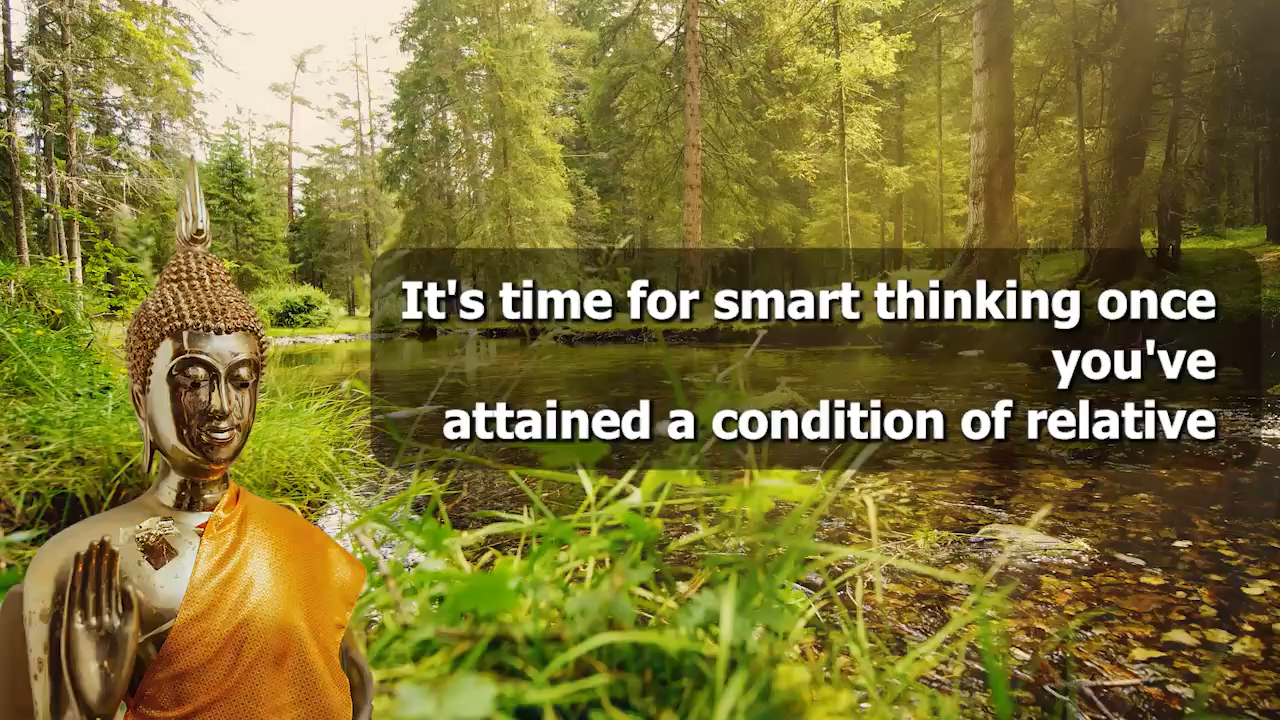 It's time for smart thinking once
you've
attained a condition of relative